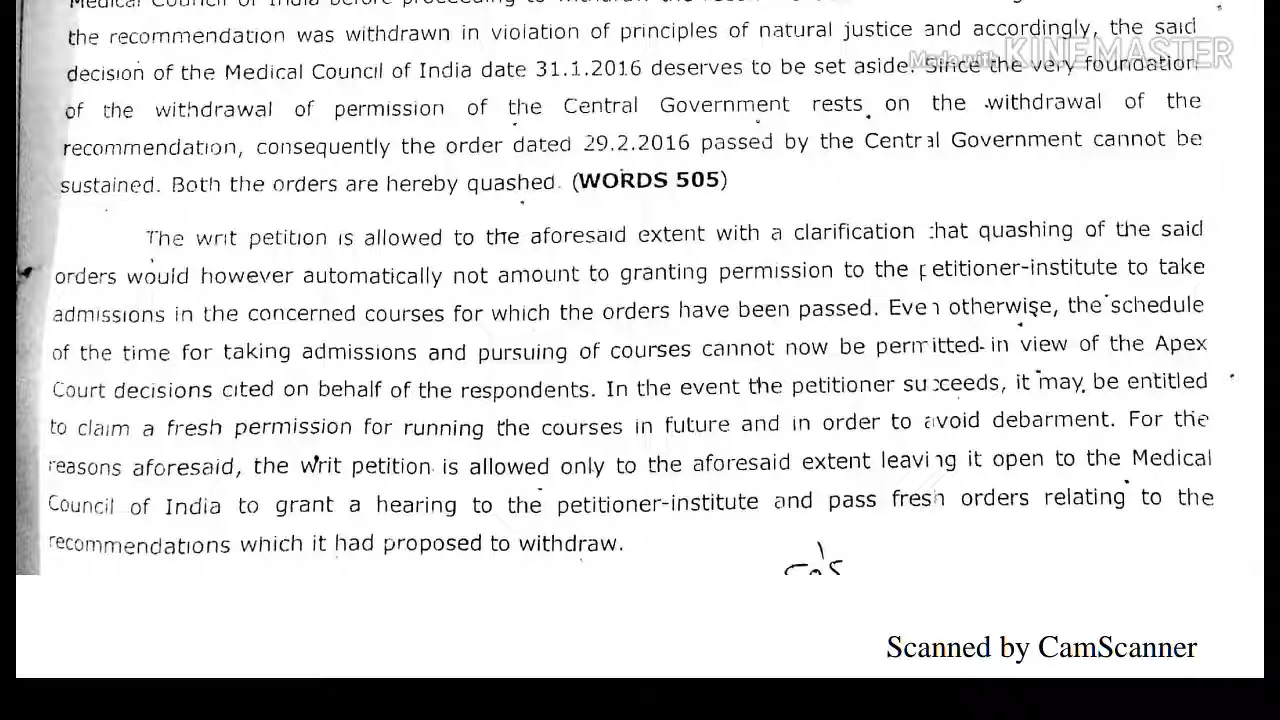 the recommendation was withdrawn in violation of principles of natural justice and accordingly, the said
Made with KINEMASTER
decision of the Medical Council of India date 31.1.2016 deserves to be set aside. Since the very foundation
of the withdrawal of permission of the Central Government rests on the withdrawal of the
recommendation, consequently the order dated 29.2.2016 passed by the Central Government cannot be
sustained. Both the orders are hereby quashed. (WORDS 505)
The writ petition is allowed to the aforesaid extent with a clarification that quashing of the said
orders would however automatically not amount to granting permission to the petitioner-institute to take
admissions in the concerned courses for which the orders have been passed. Even otherwise, the schedule
of the time for taking admissions and pursuing of courses cannot now be permitted in view of the Apex
Court decisions cited on behalf of the respondents. In the event the petitioner succeeds, it may be entitled
to claim a fresh permission for running the courses in future and in order to avoid debarment. For the
reasons aforesaid, the writ petition is allowed only to the aforesaid extent leaving it open to the Medical
Council of India to grant a hearing to the petitioner-institute and pass fresh orders relating to the
recommendations which it had proposed to withdraw.
Scanned by CamScanner